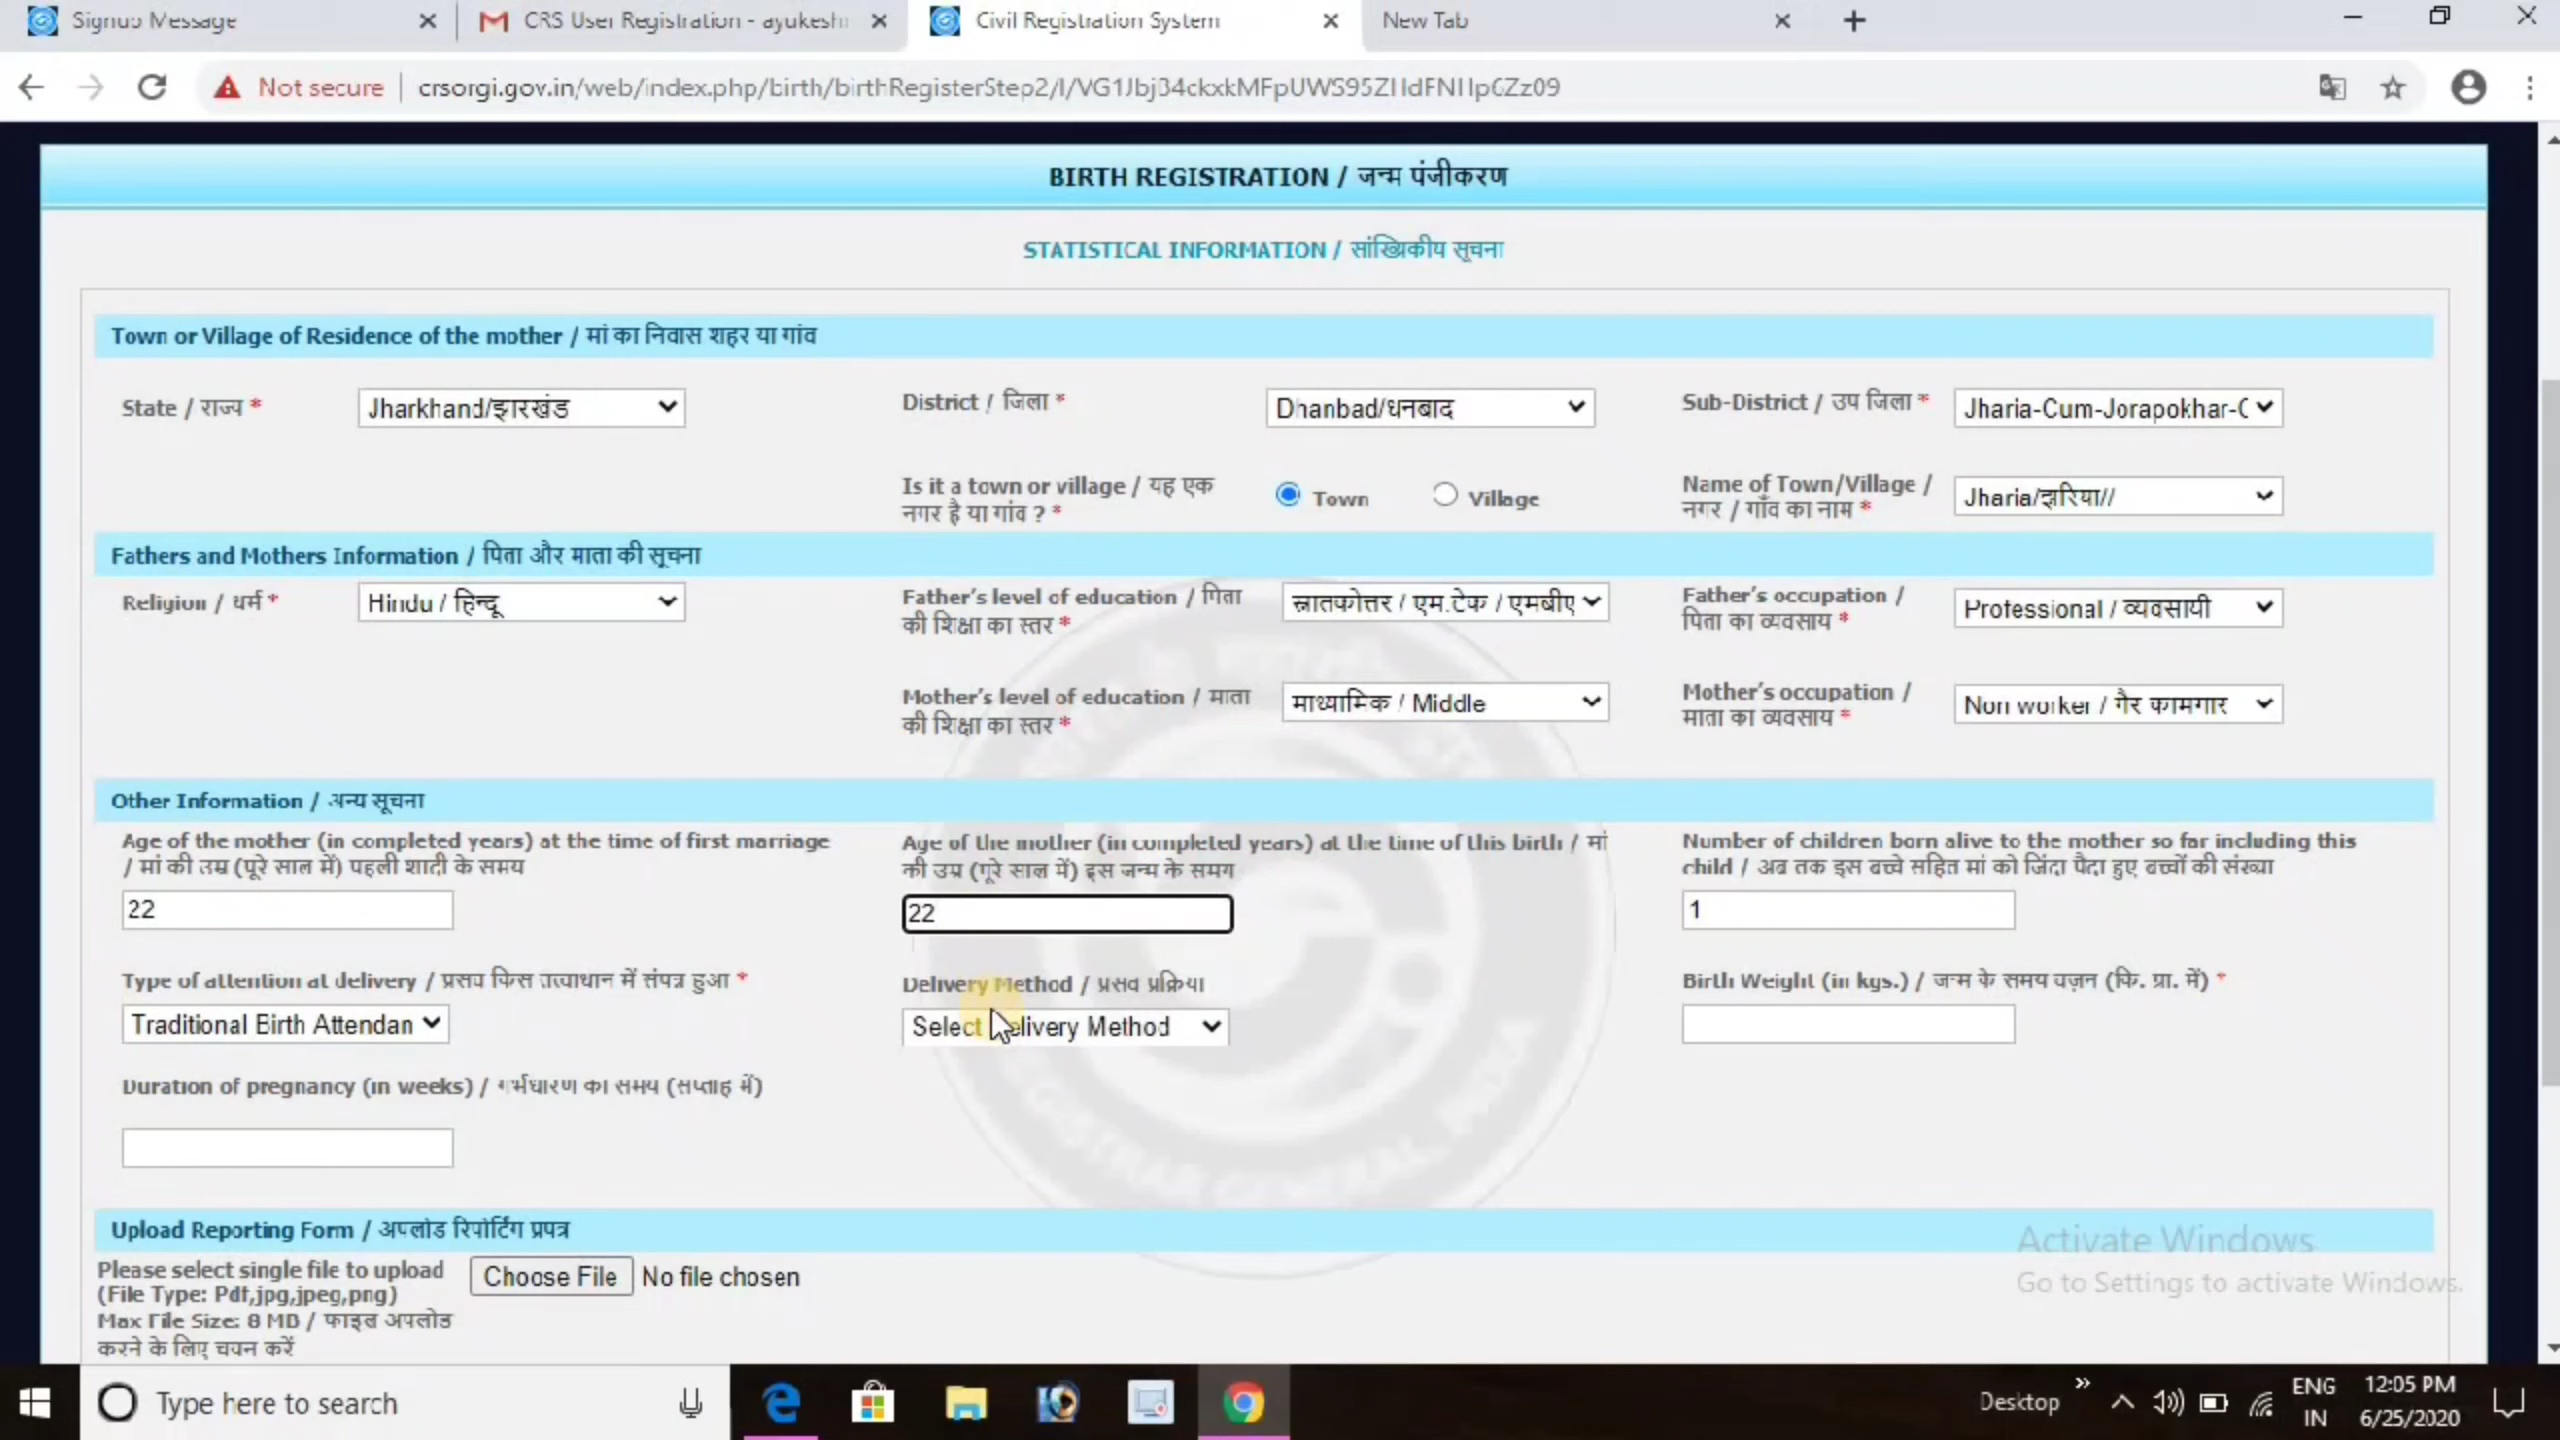 Signup Message
CRS User Registration - ayukeshr
Civil Registration System
New Tab
Not secure
crsorgi.gov.in/web/index.php/birth/birthRegisterStep2/I/
BIRTH REGISTRATION / जन्म पंजीकरण
STATISTICAL INFORMATION / सांख्यिकीय सूचना
Town or Village of Residence of the mother / मां का निवास शहर या गांव
State / राज्य *
Jharkhand/झारखंड
District / जिला *
Dhanbad/धनबाद
Sub-District / उप जिला *
Jharia-Cum-Jorapokhar-C
Is it a town or village / यह एक
नगर है या गांव ? *
Town
Village
Name of Town/Village /
नगर / गाँव का नाम *
Jharia/झरिया//
Fathers and Mothers Information / पिता और माता की सूचना
Religion / धर्म *
Hindu / हिन्दू
Father's level of education / पिता
की शिक्षा का स्तर *
स्नातकोत्तर / एम.टेक / एमबीए
Father's occupation /
पिता का व्यवसाय *
Professional / व्यवसायी
Mother's level of education / माता
की शिक्षा का स्तर *
माध्यामिक / Middle
Mother's occupation /
माता का व्यवसाय *
Non worker / गैर कामगार
Other Information / अन्य सूचना
Age of the mother (in completed years) at the time of first marriage
/ मां की उम्र (पूरे साल में) पहली शादी के समय
22
Age of the mother (in completed years) at the time of this birth / मां
की उम्र (पूरे साल में) इस जन्म के समय
22
Number of children born alive to the mother so far including this
child / अब तक इस बच्चे सहित मां को जिंदा पैदा हुए बच्चों की संख्या
1
Type of attention at delivery / प्रसव किस तत्वाधान में संपन्न हुआ *
Traditional Birth Attendan
Delivery Method / प्रसव प्रक्रिया
Select Delivery Method
Birth Weight (in kgs.) / जन्म के समय वज़न (कि. ग्रा. में) *
Duration of pregnancy (in weeks) / गर्भधारण का समय (सप्ताह में)
Upload Reporting Form / अपलोड रिपोर्टिंग प्रपत्र
Please select single file to upload
(File Type: Pdf,jpg,jpeg,png)
Max File Size: 8 MB / फाइल अपलोड
करने के लिए चयन करें
Choose File
No file chosen
REGISTRAR GENERAL, INDIA
Activate Windows
Go to Settings to activate Windows.
Type here to search
Desktop
ENG
IN
12:05 PM
6/25/2020